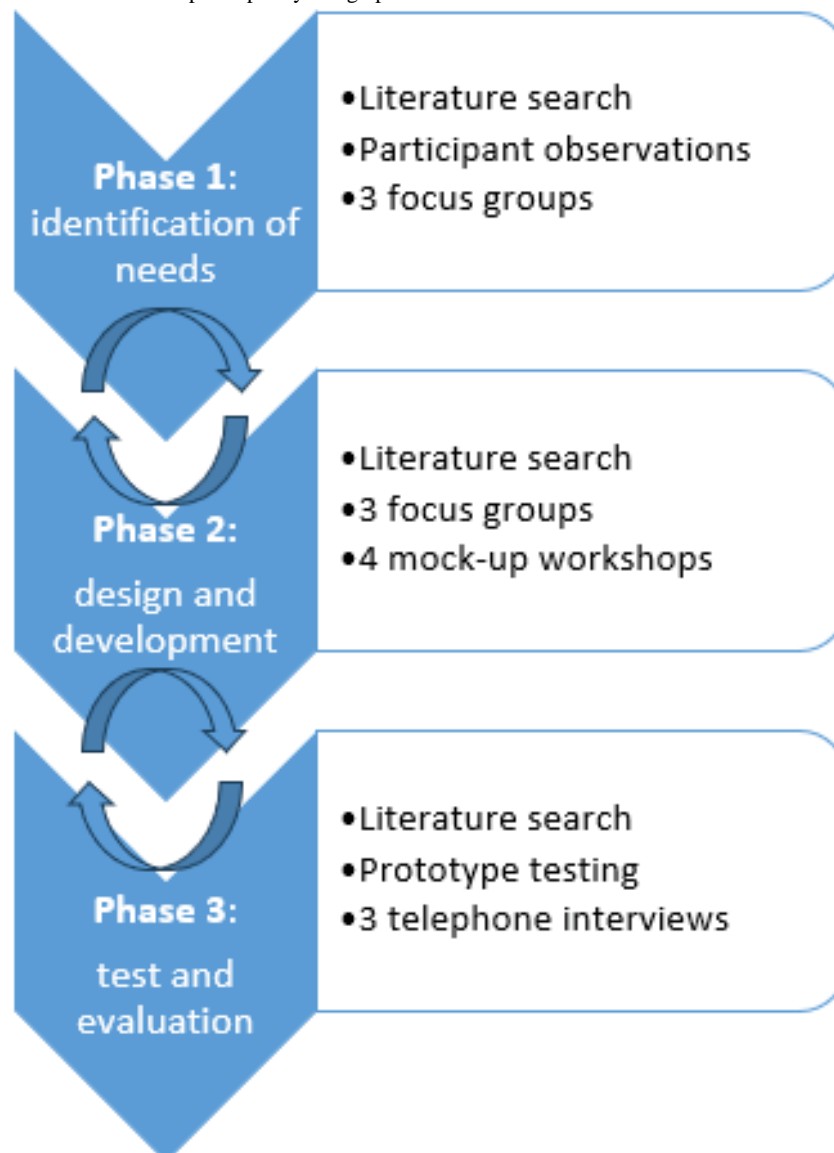 Phase 1:
identification of
needs
•Literature search
•Participant observations
•3 focus groups
Phase 2:
design and
development
•Literature search
•3 focus groups
•4 mock-up workshops
Phase 3:
test and
evaluation
•Literature search
•Prototype testing
•3 telephone interviews